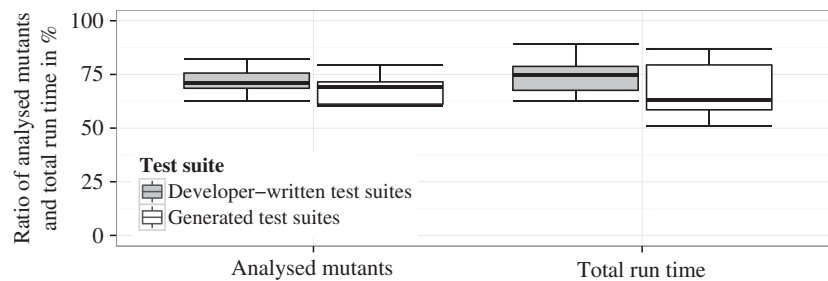 Ratio of analysed mutants
and total run time in %
100
75
50
25
0
Test suite
Developer–written test suites
Generated test suites
Analysed mutants
Total run time